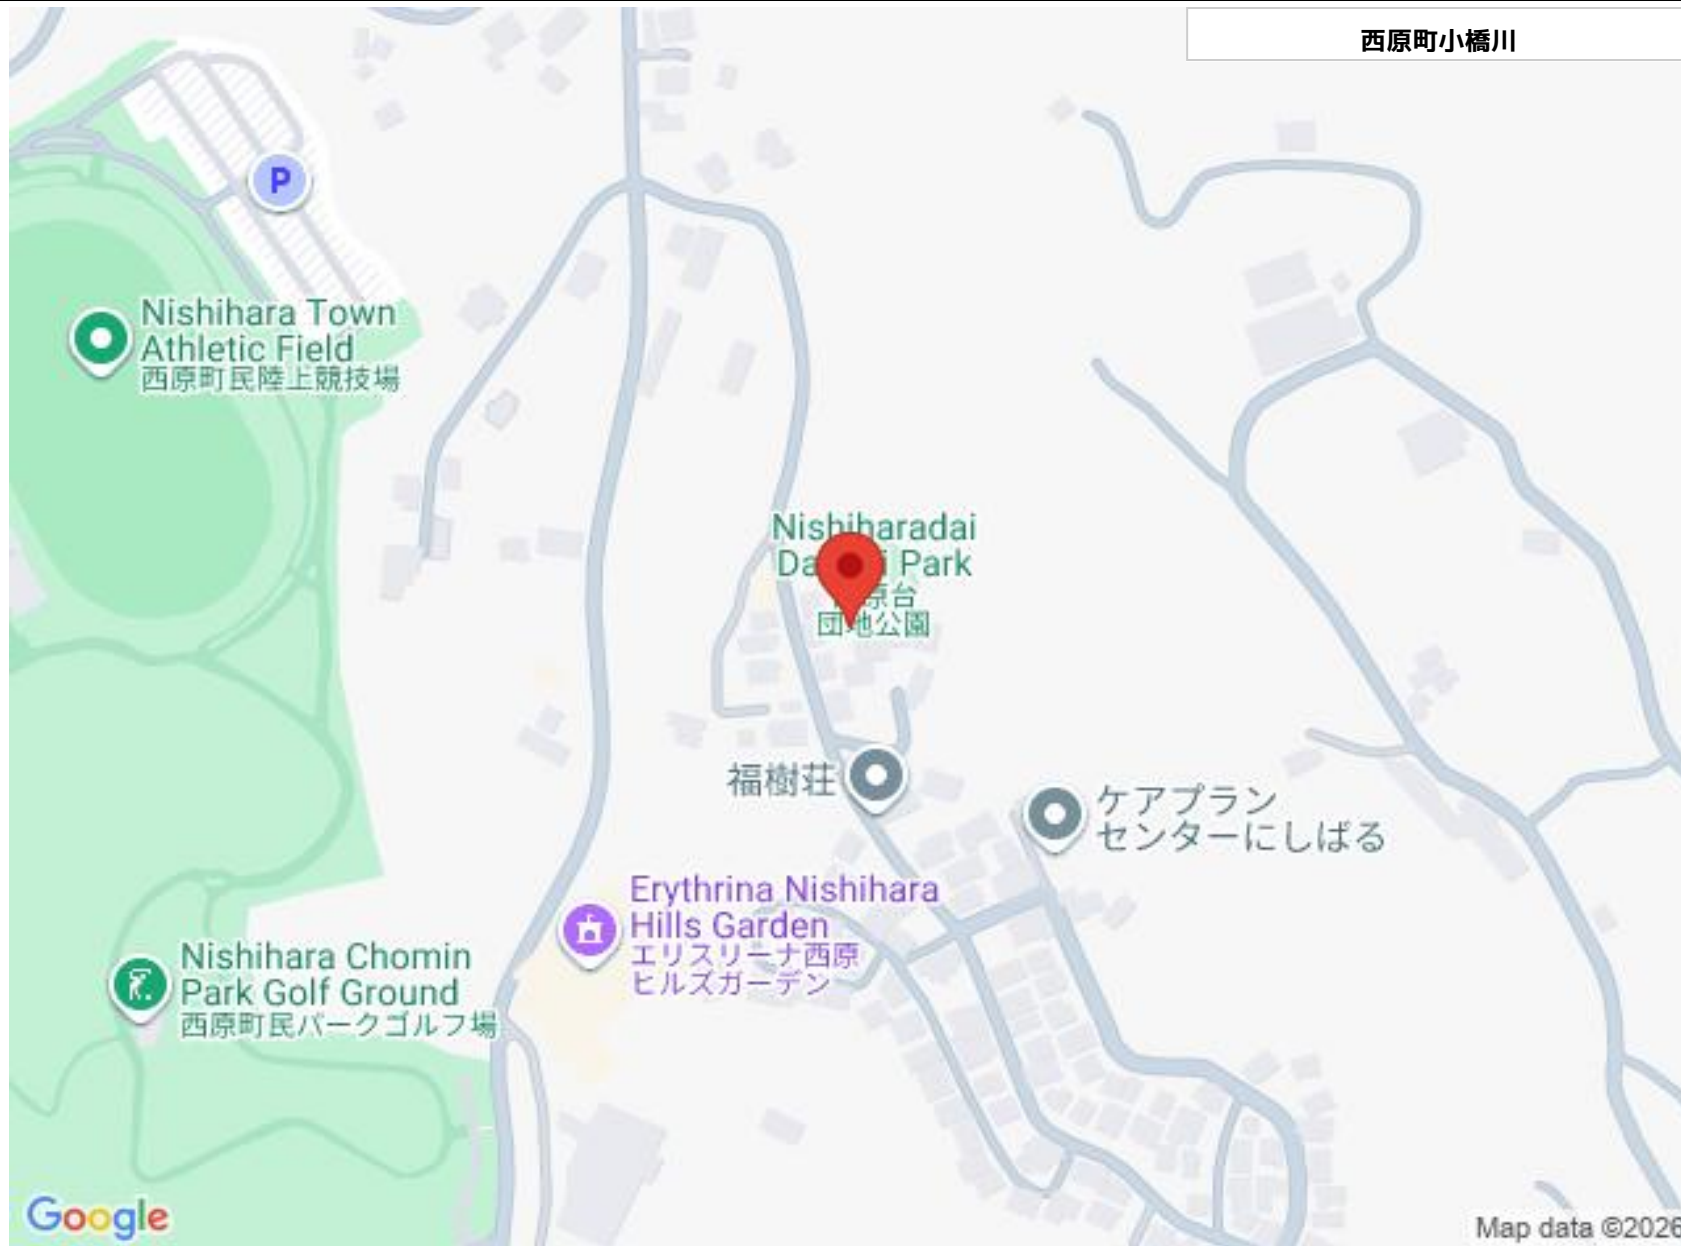 西原町小橋川
P
Nishihara Town
Athletic Field
西原町民陸上競技場
Nishiharadai
Park
原台
団地公園
福樹荘
ケアプラン
センターにしばる
Erythrina Nishihara
Hills Garden
エリスリーナ西原
ヒルズガーデン
Nishihara Chomin
Park Golf Ground
西原町民パークゴルフ場
Google
Map data ©2026